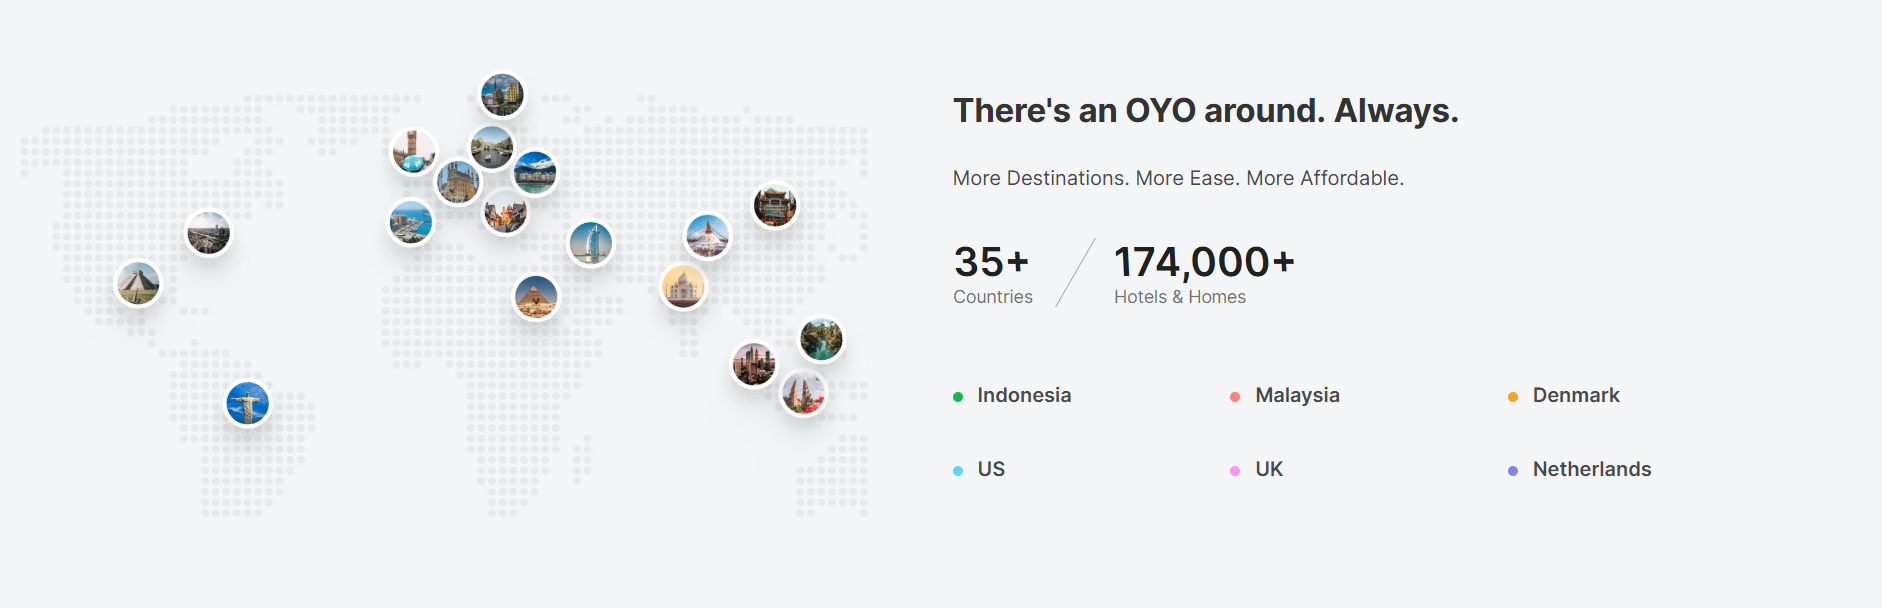 There's an OYO around. Always.
More Destinations. More Ease. More Affordable.
35+ 174,000+
Countries Hotels & Homes
Indonesia Malaysia Denmark
US UK Netherlands